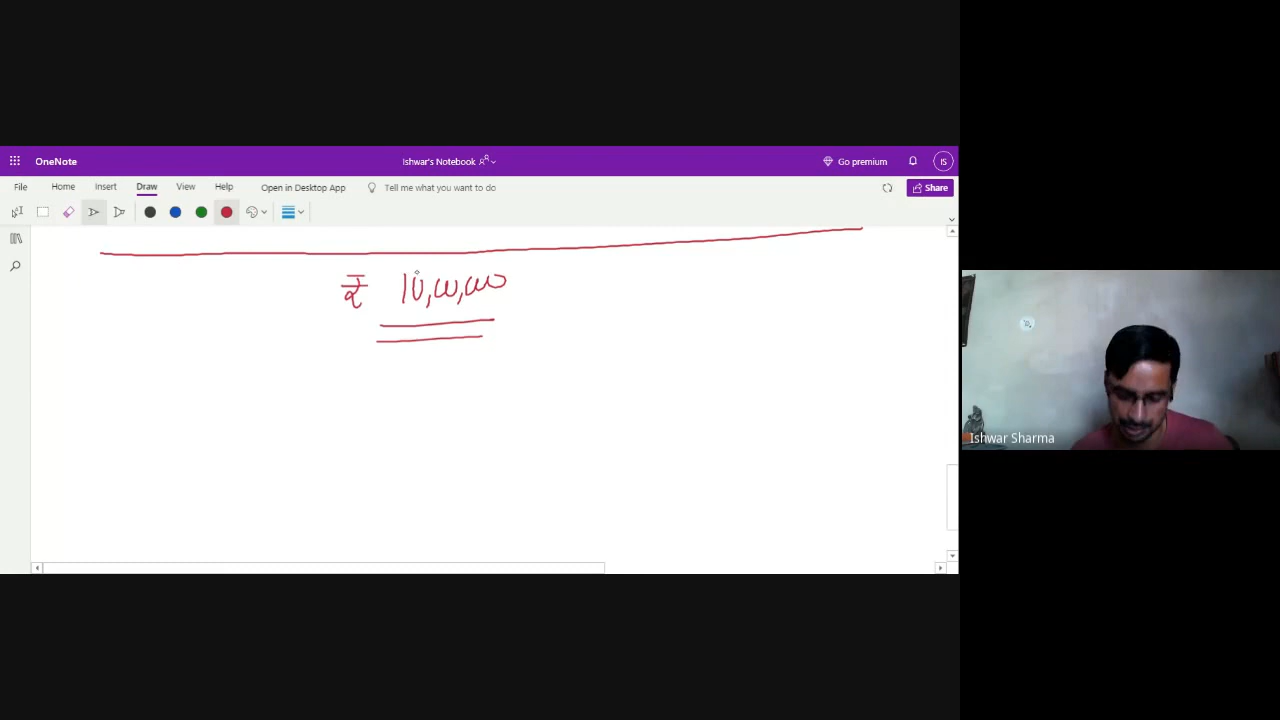 OneNote
Ishwar's Notebook
Go premium
IS
File Home Insert Draw View Help Open in Desktop App Tell me what you want to do
Share
₹ 10,00,000
Ishwar Sharma